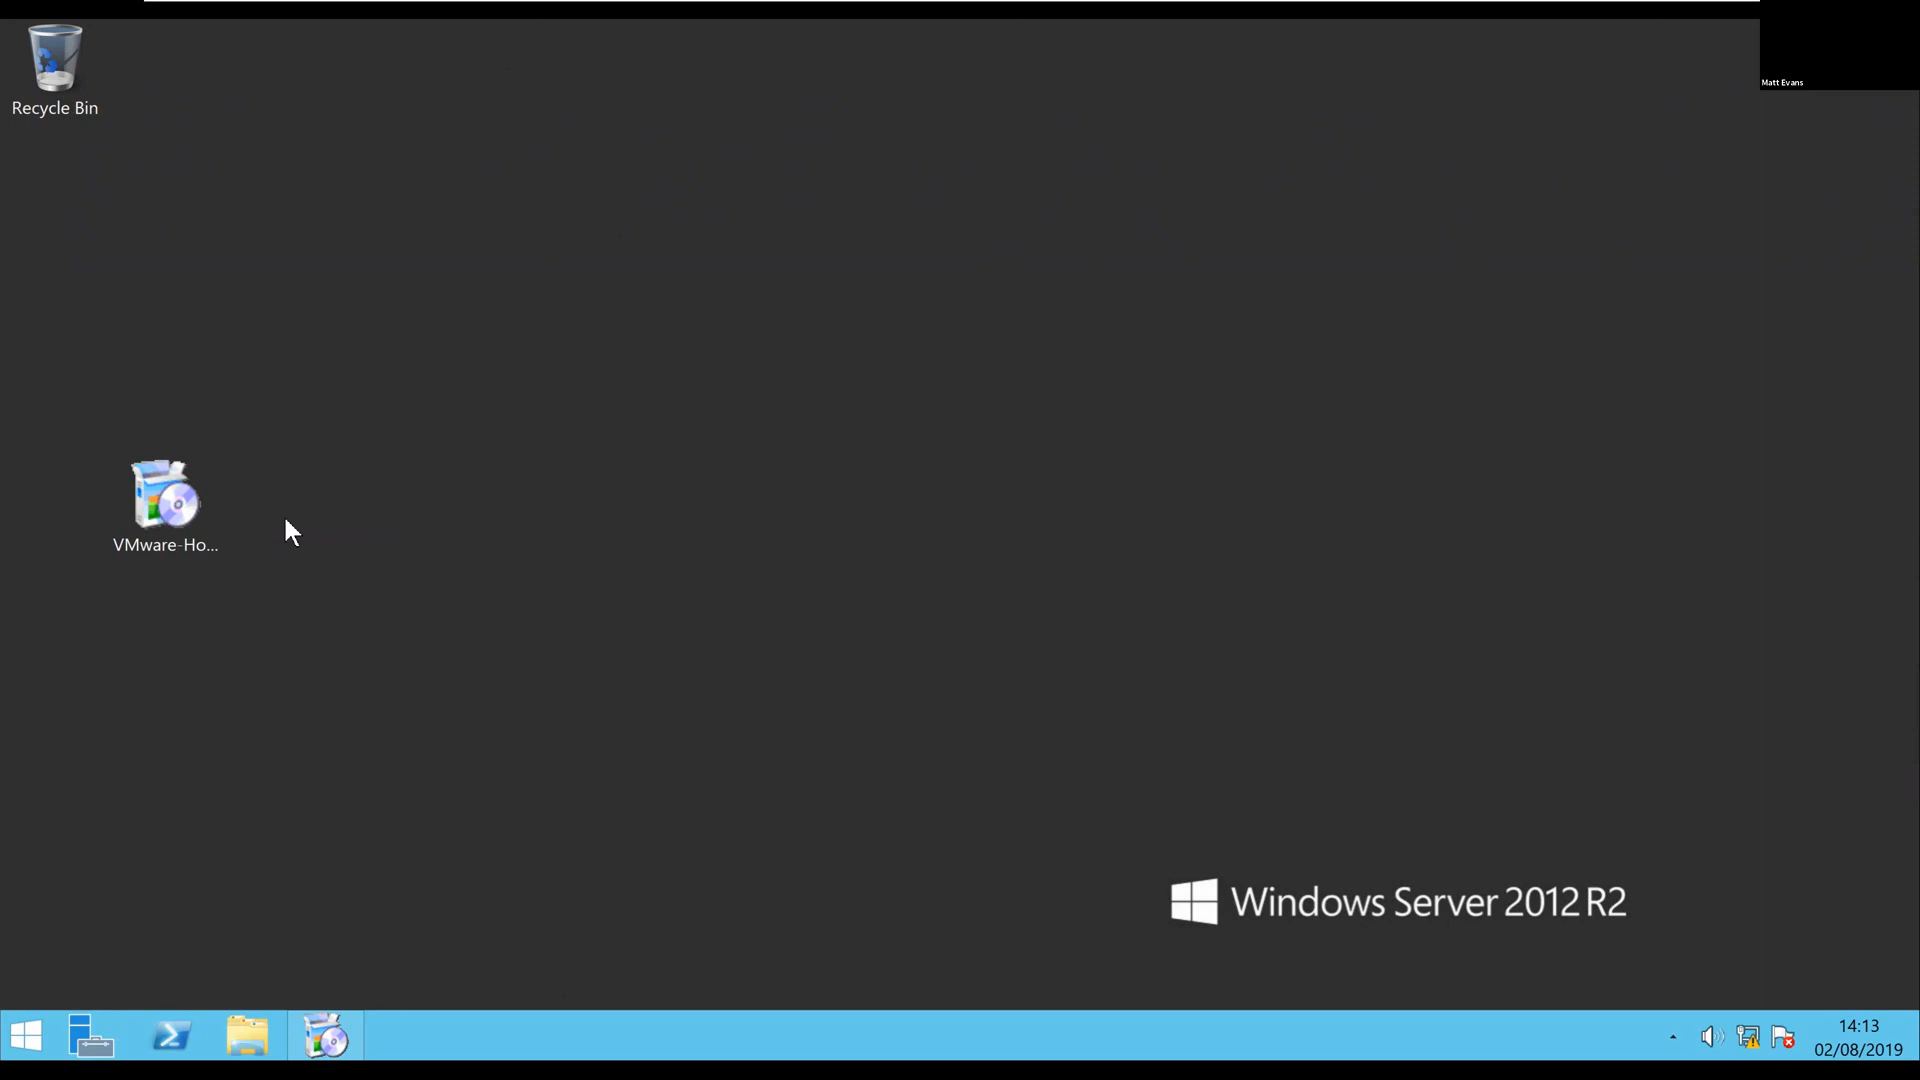 Matt Evans
Recycle Bin
VMware-Ho...
Windows Server 2012 R2
14:13
02/08/2019